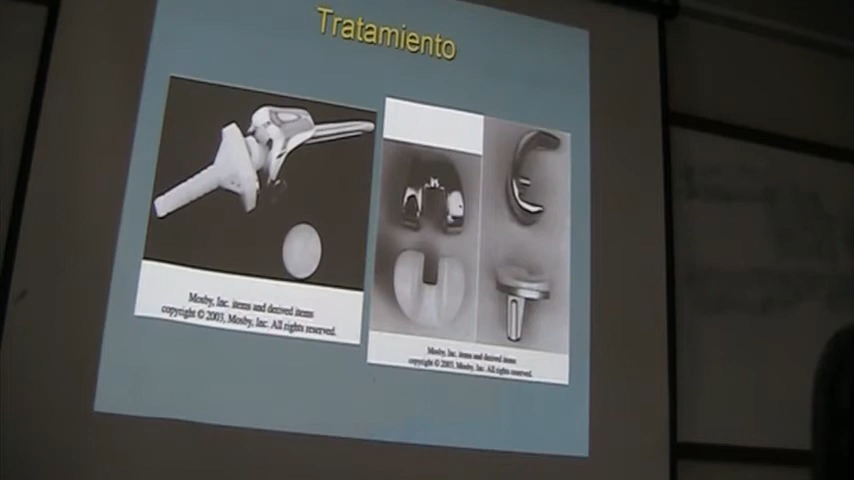 Tratamiento
Mosby, Inc. items and derived items
copyright © 2003, Mosby, Inc. All rights reserved.
Mosby, Inc. items and derived items
copyright © 2003, Mosby, Inc. All rights reserved.